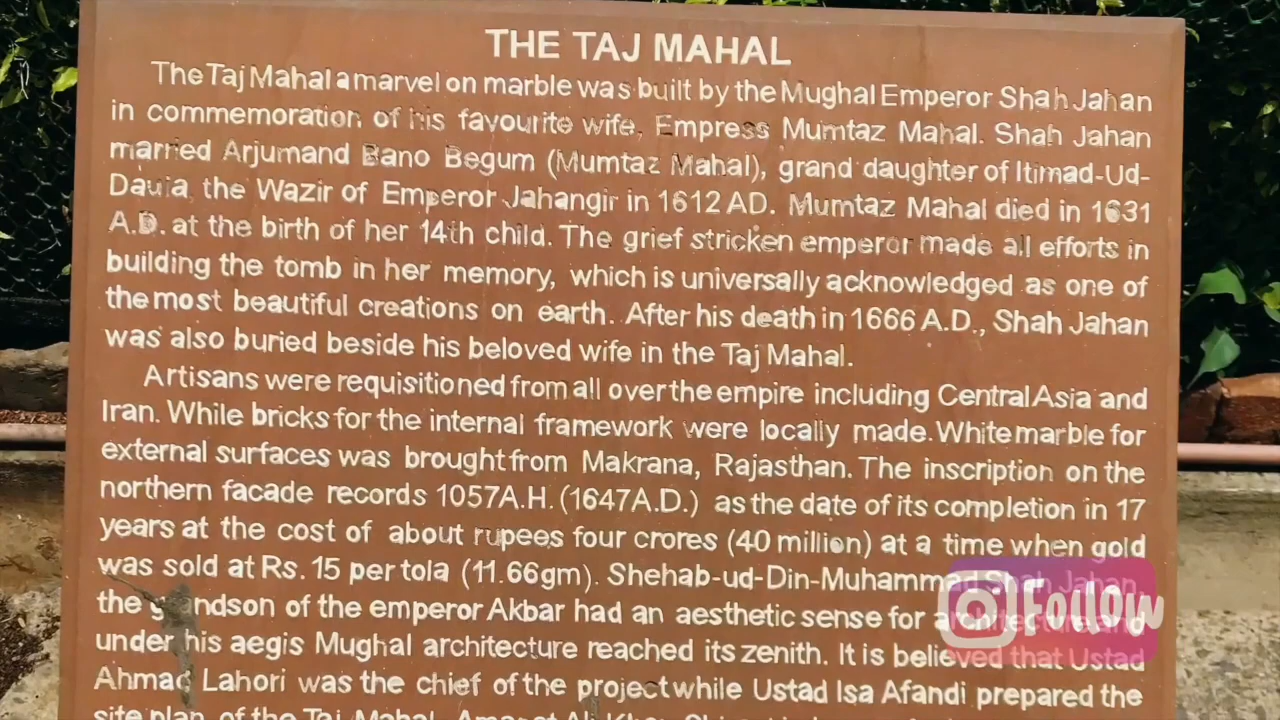 THE TAJ MAHAL
The Taj Mahal a marvel on marble was built by the Mughal Emperor Shah Jahan
in commemoration of his favourite wife, Empress Mumtaz Mahal. Shah Jahan
married Arjumand Bano Begum (Mumtaz Mahal), grand daughter of Itimad-Ud-
Daula, the Wazir of Emperor Jahangir in 1612 AD. Mumtaz Mahal died in 1631
A.D. at the birth of her 14th child. The grief stricken emperor made all efforts in
building the tomb in her memory, which is universally acknowledged as one of
the most beautiful creations on earth. After his death in 1666 A.D., Shah Jahan
was also buried beside his beloved wife in the Taj Mahal.
Artisans were requisitioned from all over the empire including Central Asia and
Iran. While bricks for the internal framework were locally made. White marble for
external surfaces was brought from Makrana, Rajasthan. The inscription on the
northern facade records 1057A.H. (1647A.D.) as the date of its completion in 17
years at the cost of about rupees four crores (40 million) at a time when gold
was sold at Rs. 15 per tola (11.66gm). Shehab-ud-Din-Muhammad Shah Jahan,
the grandson of the emperor Akbar had an aesthetic sense for architecture and
under his aegis Mughal architecture reached its zenith. It is believed that Ustad
Ahmad Lahori was the chief of the project while Ustad Isa Afandi prepared the
site plan of the Taj Mahal.
Follow